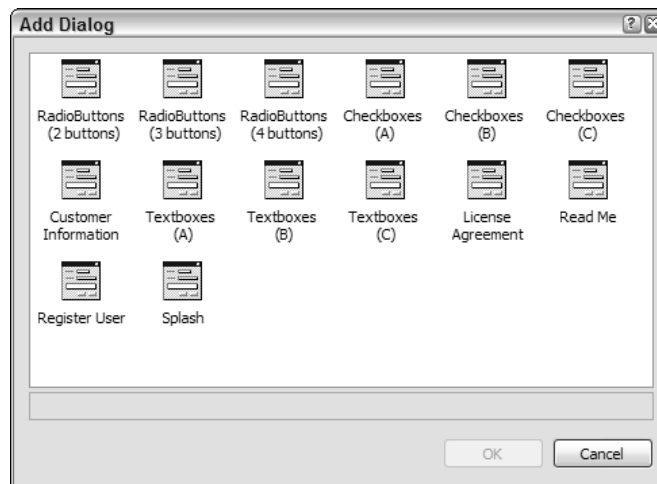 Add Dialog
RadioButtons RadioButtons RadioButtons Checkboxes Checkboxes Checkboxes
(2 buttons) (3 buttons) (4 buttons) (A) (B) (C)
Customer Textboxes Textboxes Textboxes License Read Me
Information (A) (B) (C) Agreement
Register User Splash
OK Cancel